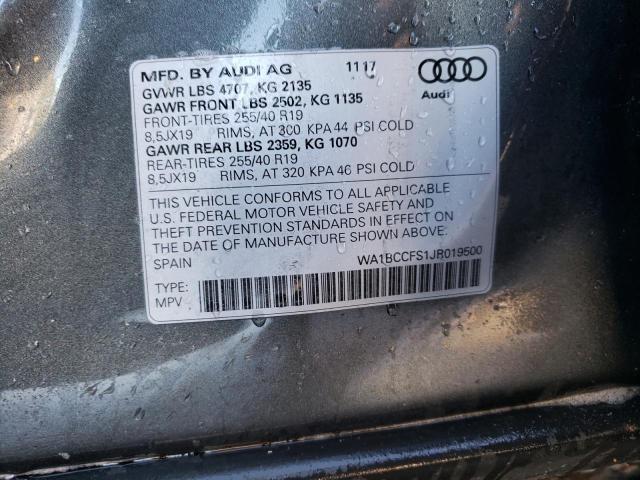 MFD. BY AUDI AG 11 17
GVWR LBS 4707, KG 2135
GAWR FRONT LBS 2502, KG 1135
FRONT-TIRES 255/40 R19
8,5JX19 RIMS, AT 300 KPA 44 PSI COLD
GAWR REAR LBS 2359, KG 1070
REAR-TIRES 255/40 R19
8,5JX19 RIMS, AT 320 KPA 46 PSI COLD
Audi
THIS VEHICLE CONFORMS TO ALL APPLICABLE
U.S. FEDERAL MOTOR VEHICLE SAFETY AND
THEFT PREVENTION STANDARDS IN EFFECT ON
THE DATE OF MANUFACTURE SHOWN ABOVE.
SPAIN WA1BCCFS1JR019500
TYPE:
MPV